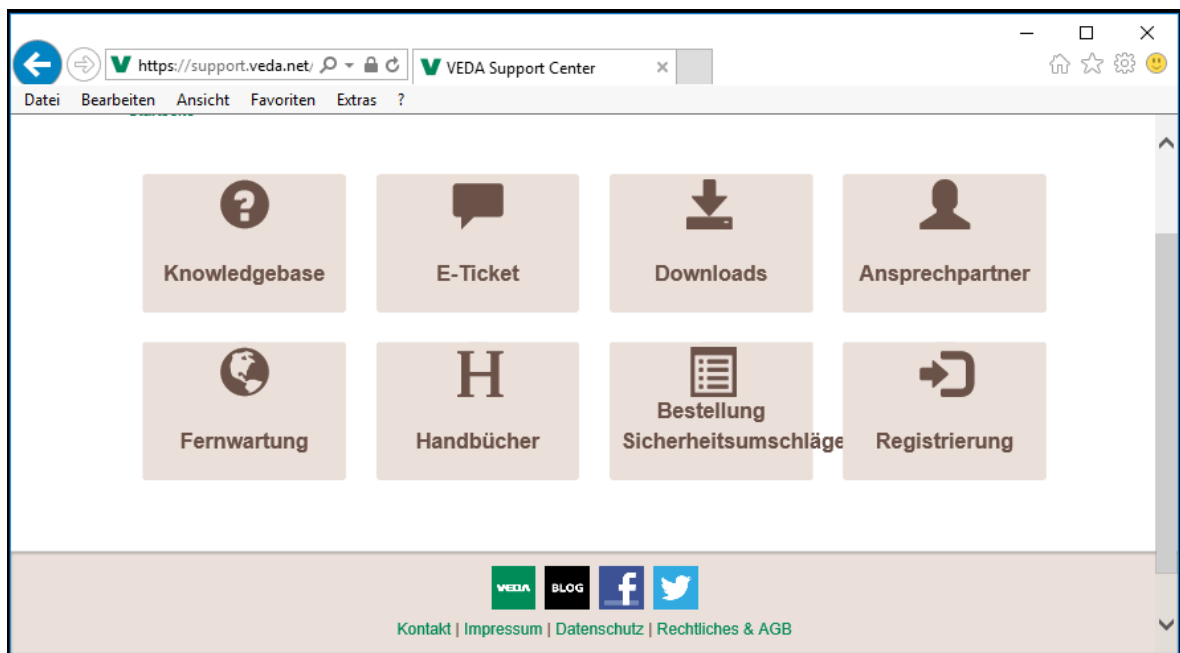 https://support.veda.net/
VEDA Support Center
Datei Bearbeiten Ansicht Favoriten Extras ?
Startseite
Knowledgebase E-Ticket Downloads Ansprechpartner
H
Bestellung
Fernwartung Handbücher Sicherheitsumschläge Registrierung
VEDA BLOG f
Kontakt | Impressum | Datenschutz | Rechtliches & AGB